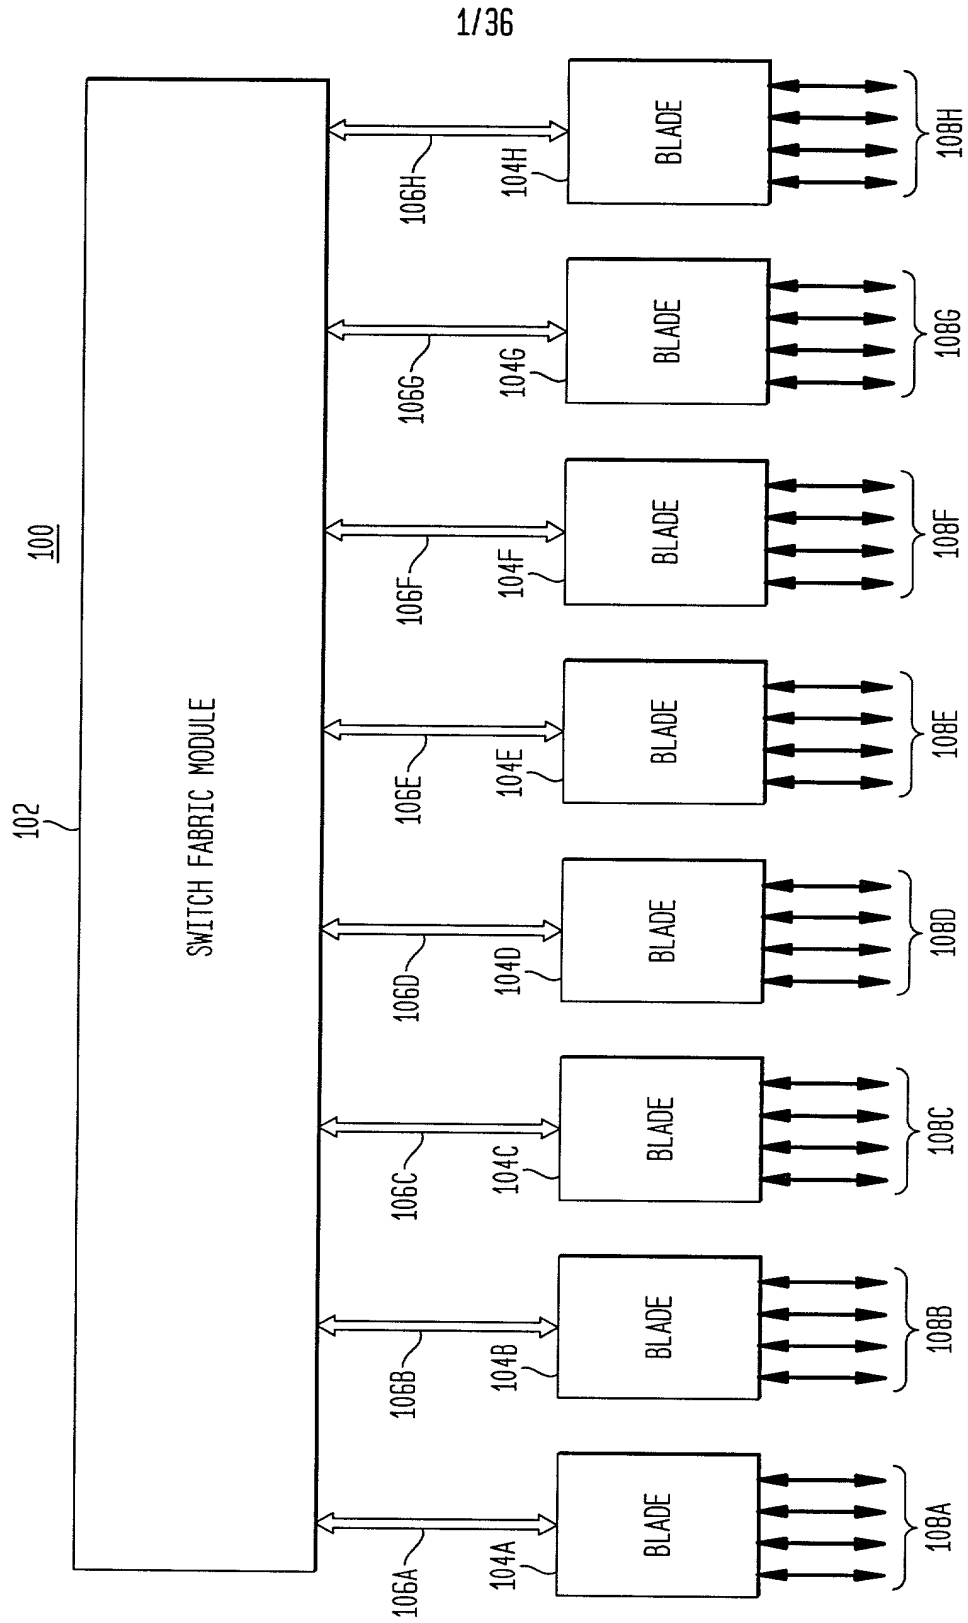 1/36
100
102
SWITCH FABRIC MODULE
106A
106B
106C
106D
106E
106F
106G
106H
104A
104B
104C
104D
104E
104F
104G
104H
BLADE
BLADE
BLADE
BLADE
BLADE
BLADE
BLADE
BLADE
108A
108B
108C
108D
108E
108F
108G
108H